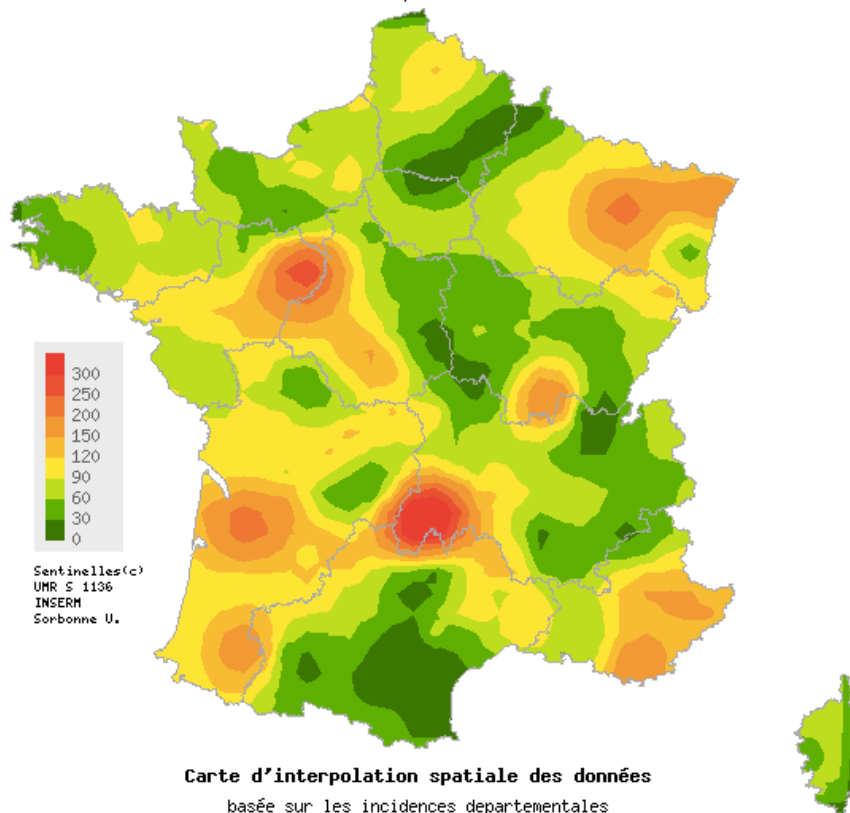 300
250
200
150
120
90
60
30
0
Sentinelles(c)
UMR S 1136
INSERM
Sorbonne U.
Carte d'interpolation spatiale des données
basée sur les incidences departementales